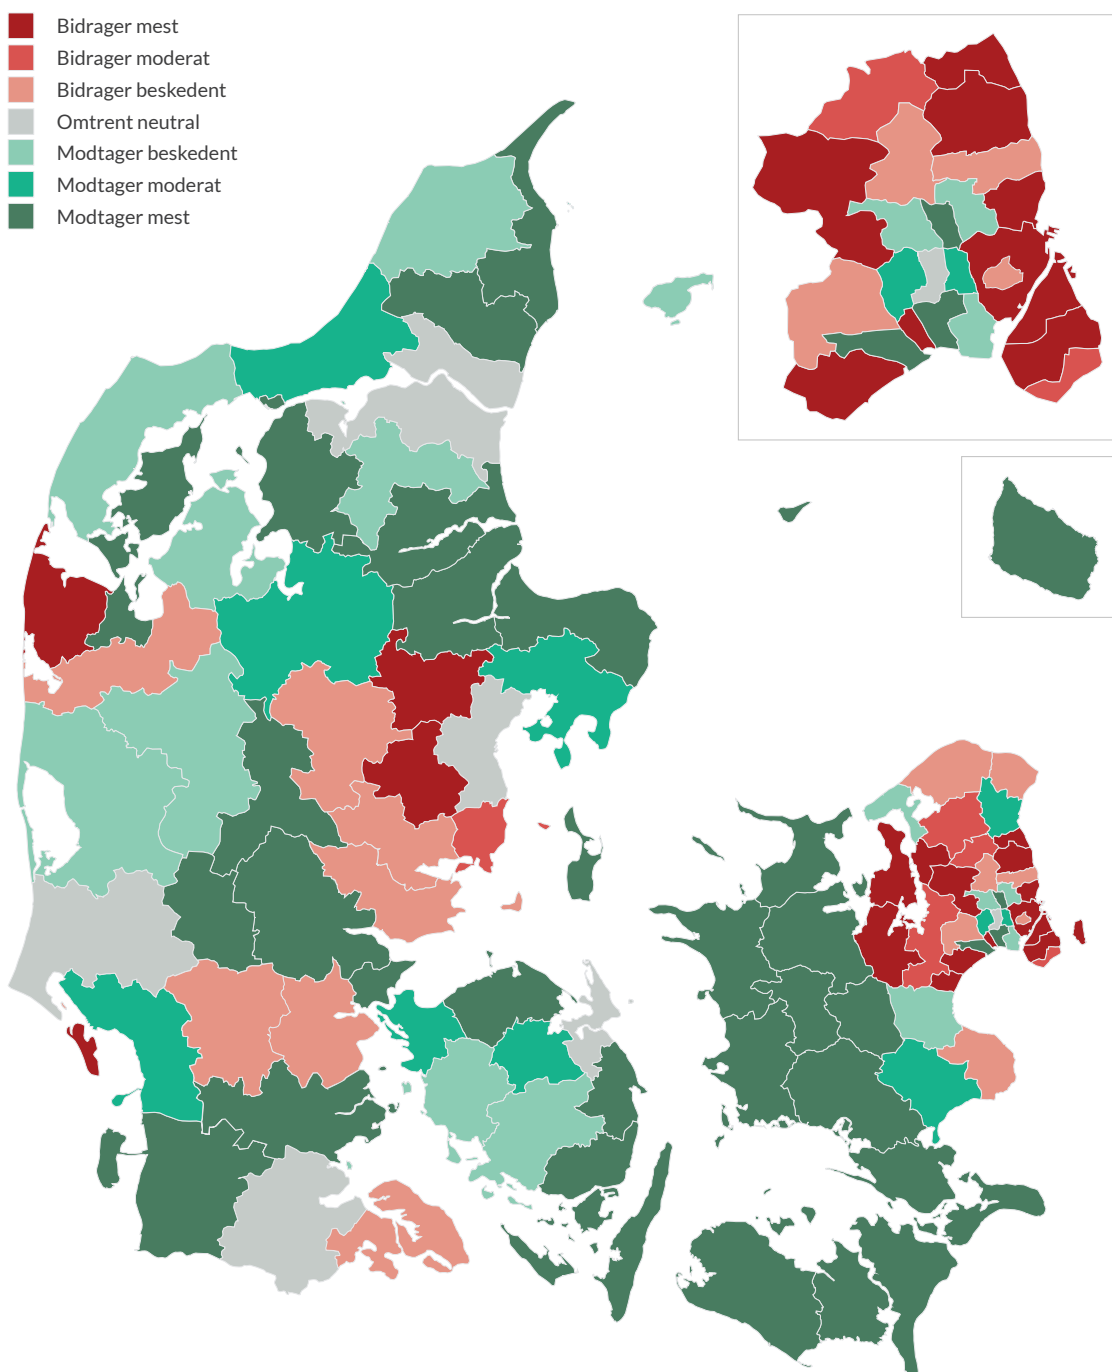 Bidrager mest
Bidrager moderat
Bidrager beskedent
Omtrent neutral
Modtager beskedent
Modtager moderat
Modtager mest